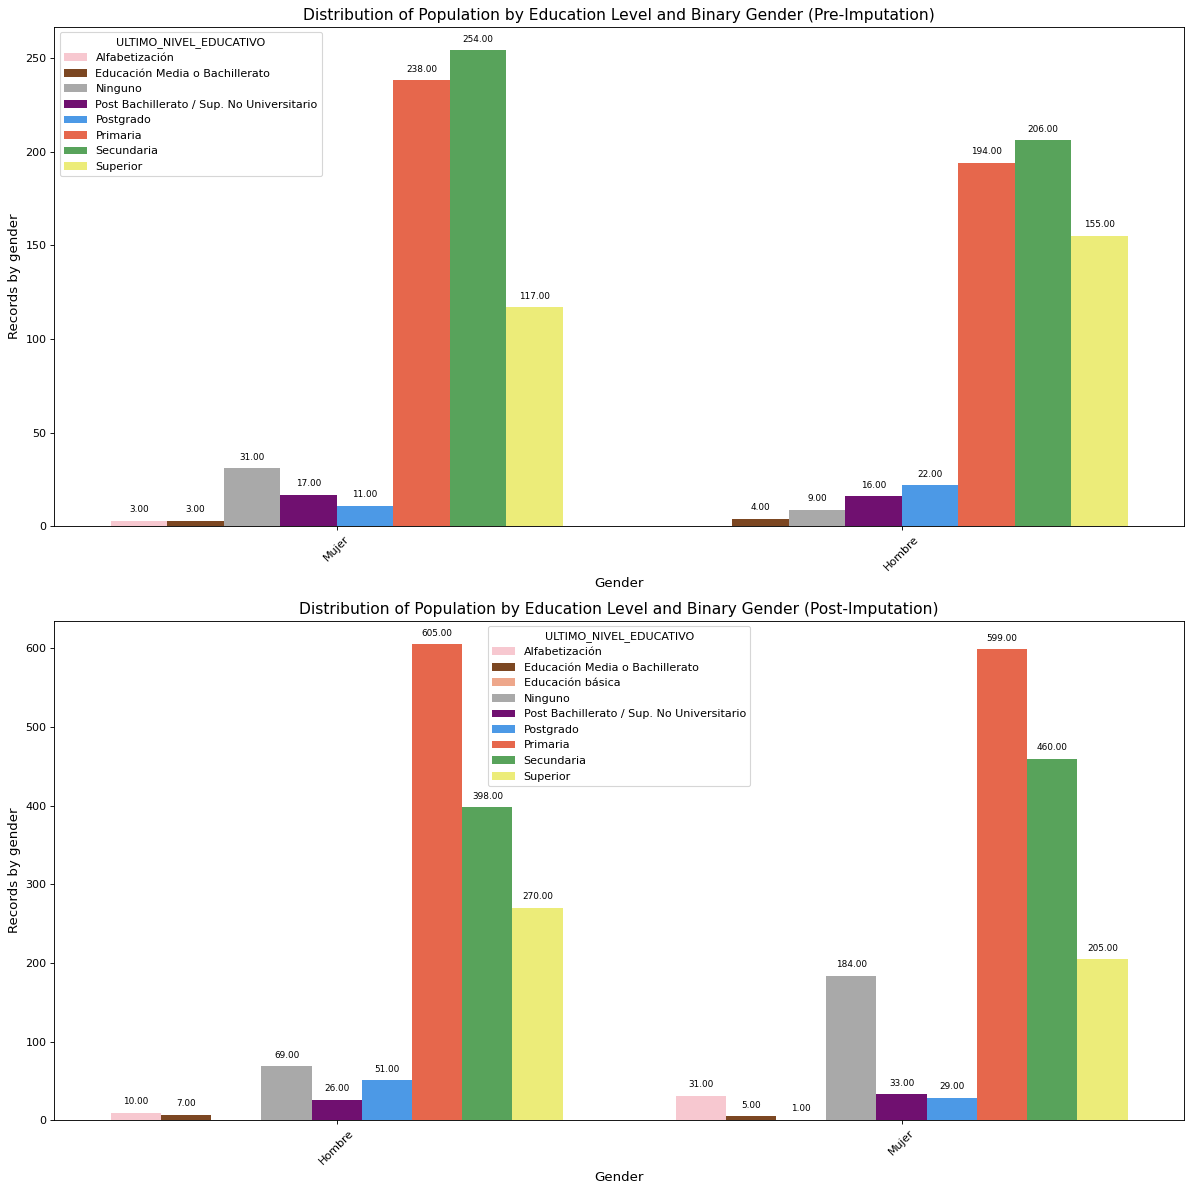 Distribution of Population by Education Level and Binary Gender (Pre-Imputation)
ULTIMO_NIVEL_EDUCATIVO
Alfabetización
Educación Media o Bachillerato
Ninguno
Post Bachillerato / Sup. No Universitario
Postgrado
Primaria
Secundaria
Superior
Records by gender
250
200
150
100
50
0
3.00
3.00
31.00
17.00
11.00
238.00
254.00
117.00
4.00
9.00
16.00
22.00
194.00
206.00
155.00
Mujer
Hombre
Gender
Distribution of Population by Education Level and Binary Gender (Post-Imputation)
ULTIMO_NIVEL_EDUCATIVO
Alfabetización
Educación Media o Bachillerato
Educación básica
Ninguno
Post Bachillerato / Sup. No Universitario
Postgrado
Primaria
Secundaria
Superior
Records by gender
600
500
400
300
200
100
0
10.00
7.00
69.00
26.00
51.00
605.00
398.00
270.00
31.00
5.00
1.00
184.00
33.00
29.00
599.00
460.00
205.00
Hombre
Mujer
Gender